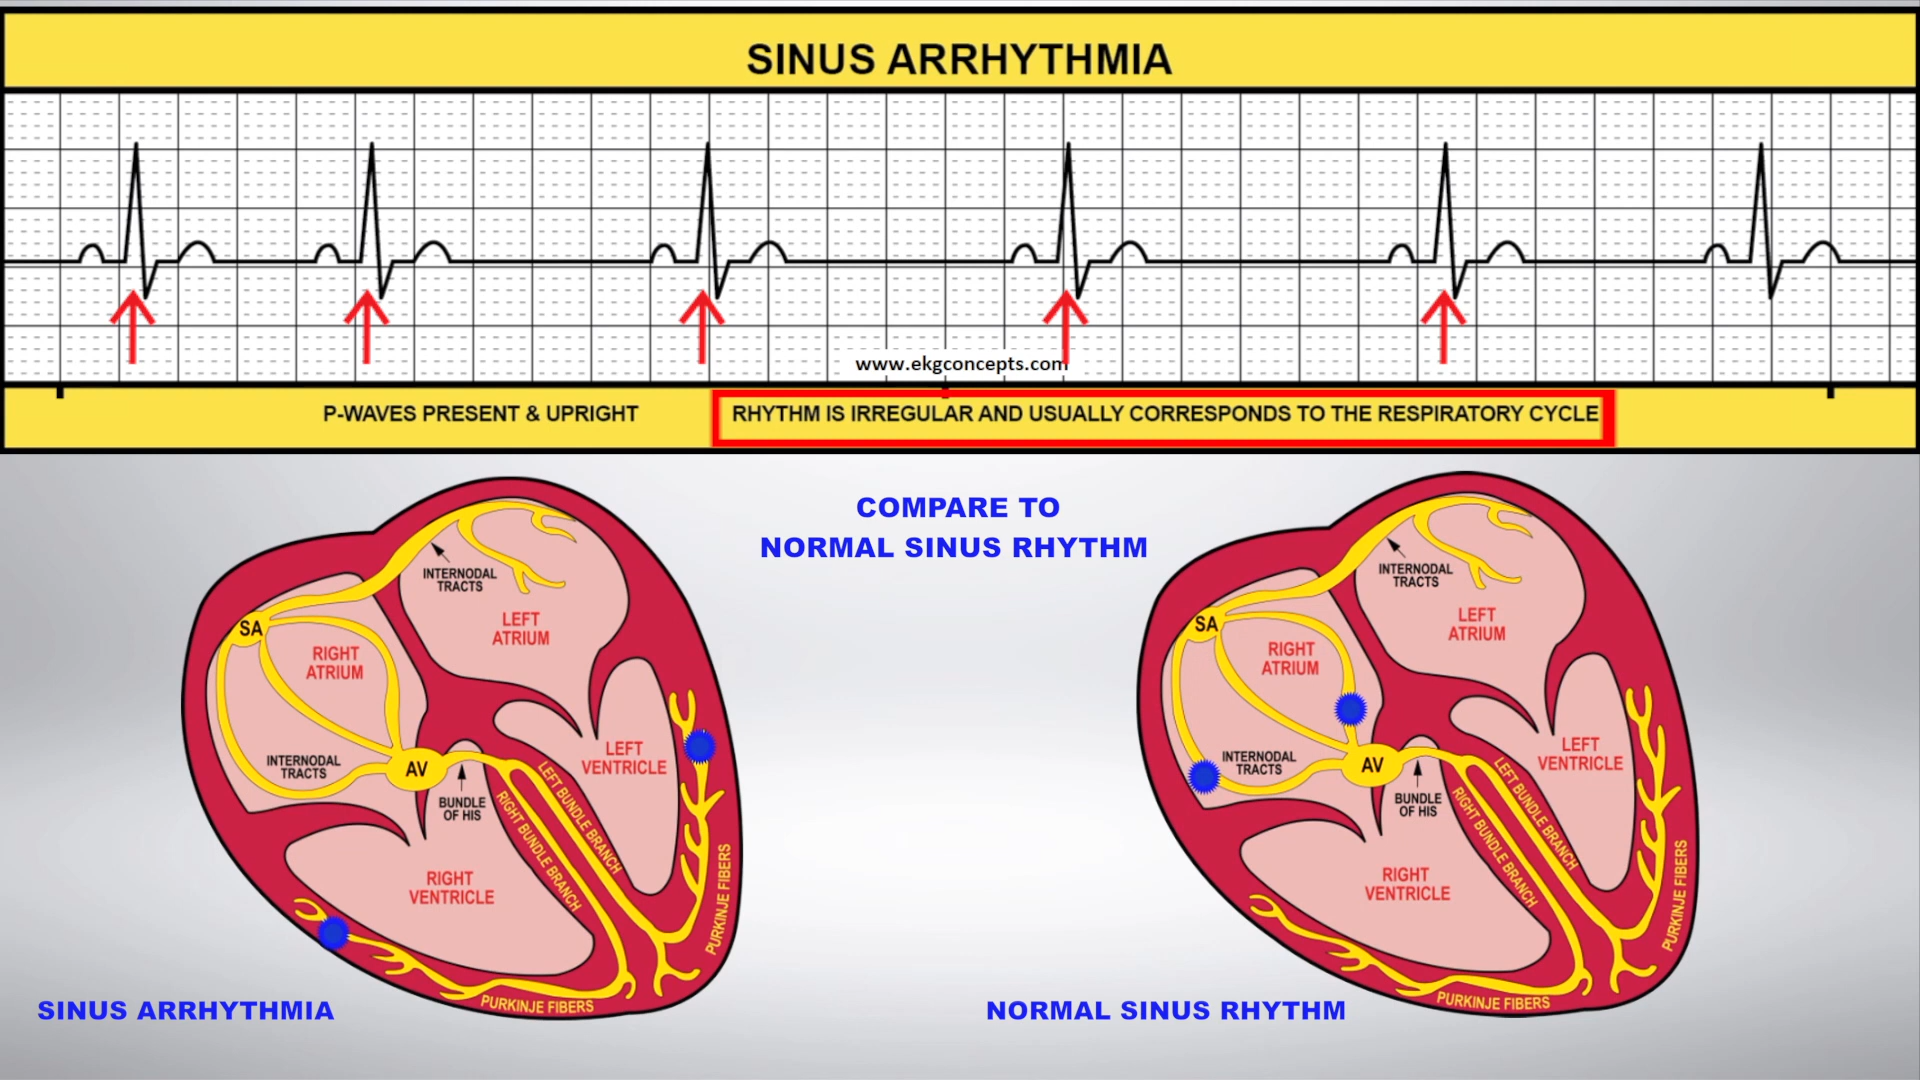 SINUS ARRHYTHMIA
www.ekgconcepts.com
P-WAVES PRESENT & UPRIGHT
RHYTHM IS IRREGULAR AND USUALLY CORRESPONDS TO THE RESPIRATORY CYCLE
COMPARE TO
NORMAL SINUS RHYTHM
INTERNODAL
TRACTS
LEFT
ATRIUM
SA
RIGHT
ATRIUM
INTERNODAL
TRACTS
AV
BUNDLE
OF HIS
LEFT
VENTRICLE
LEFT BUNDLE BRANCH
RIGHT BUNDLE BRANCH
RIGHT
VENTRICLE
PURKINJE FIBERS
PURKINJE FIBERS
SINUS ARRHYTHMIA
INTERNODAL
TRACTS
LEFT
ATRIUM
SA
RIGHT
ATRIUM
INTERNODAL
TRACTS
AV
BUNDLE
OF HIS
LEFT
VENTRICLE
LEFT BUNDLE BRANCH
RIGHT BUNDLE BRANCH
RIGHT
VENTRICLE
PURKINJE FIBERS
PURKINJE FIBERS
NORMAL SINUS RHYTHM